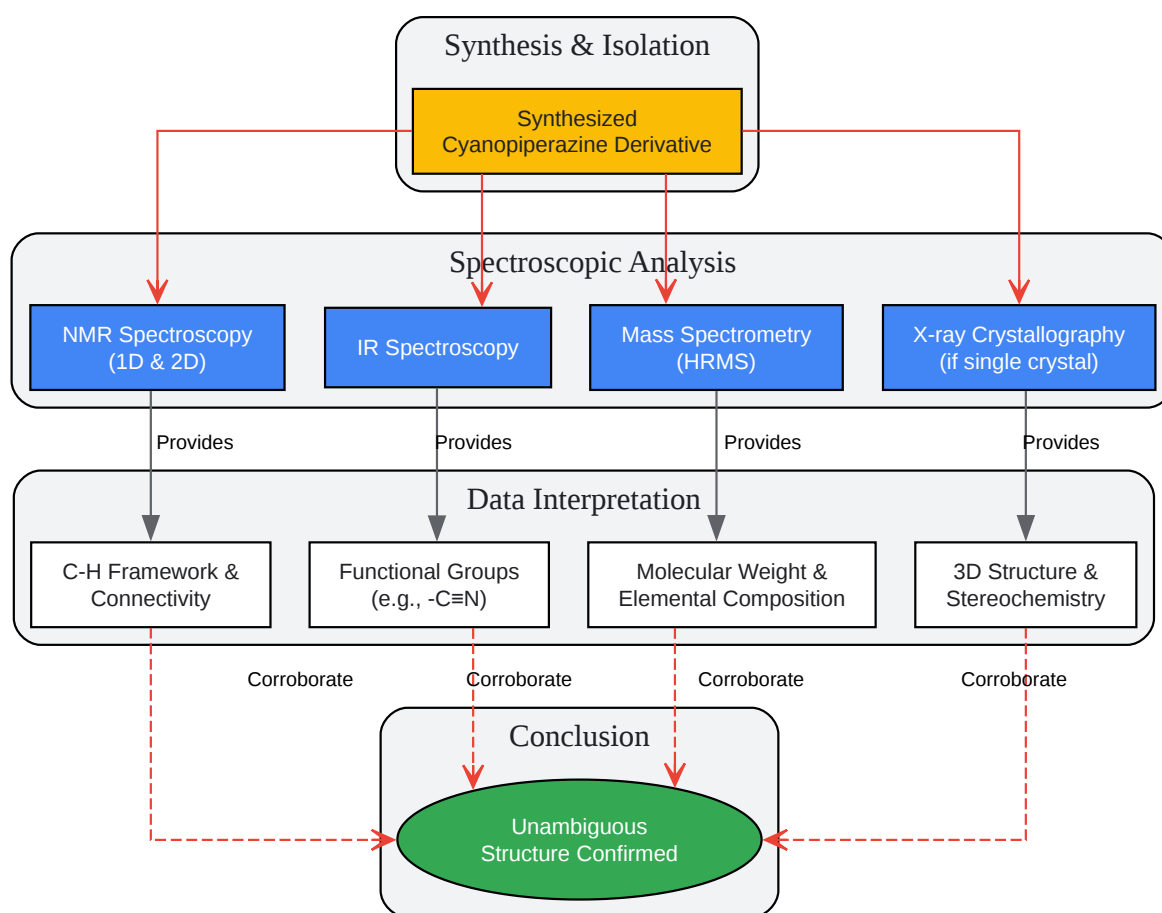 Synthesis & Isolation
Synthesized
Cyanopiperazine Derivative
Spectroscopic Analysis
NMR Spectroscopy
(1D & 2D)
IR Spectroscopy
Mass Spectrometry
(HRMS)
X-ray Crystallography
(if single crystal)
Provides
Provides
Provides
Provides
Data Interpretation
C-H Framework &
Connectivity
Functional Groups
(e.g., -C≡N)
Molecular Weight &
Elemental Composition
3D Structure &
Stereochemistry
Corroborate
Corroborate
Corroborate
Corroborate
Conclusion
Unambiguous
Structure Confirmed